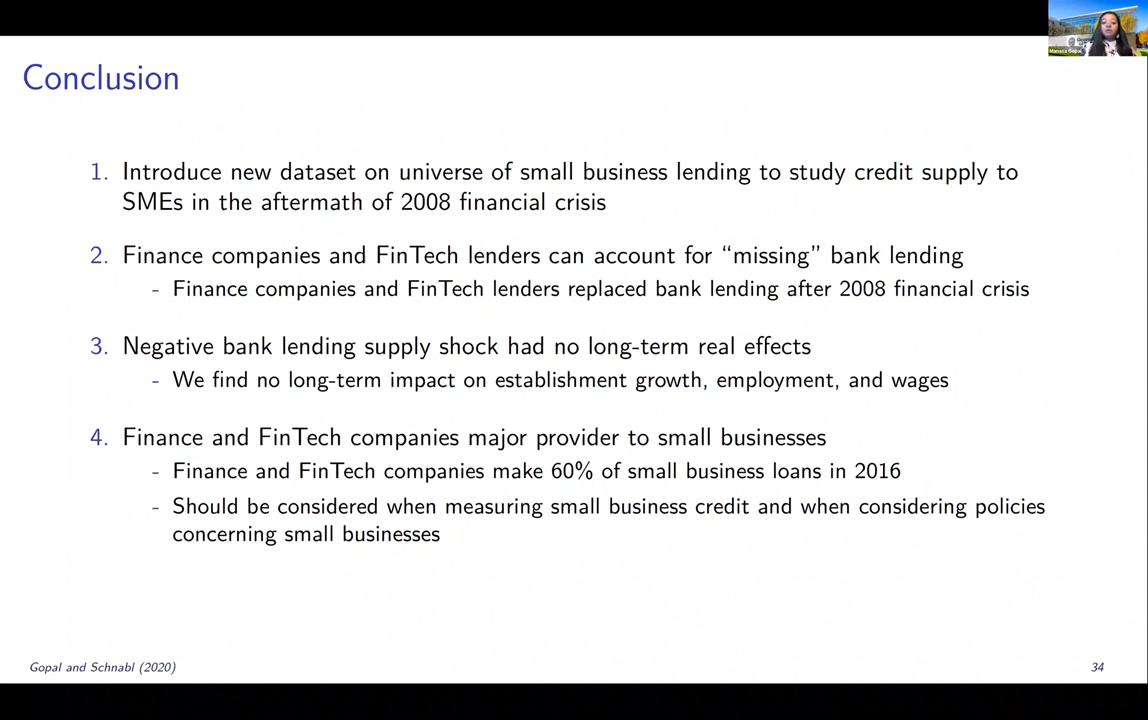 Manasa Gopal
Conclusion
1. Introduce new dataset on universe of small business lending to study credit supply to
SMEs in the aftermath of 2008 financial crisis
2. Finance companies and FinTech lenders can account for “missing” bank lending
- Finance companies and FinTech lenders replaced bank lending after 2008 financial crisis
3. Negative bank lending supply shock had no long-term real effects
- We find no long-term impact on establishment growth, employment, and wages
4. Finance and FinTech companies major provider to small businesses
- Finance and FinTech companies make 60% of small business loans in 2016
- Should be considered when measuring small business credit and when considering policies
concerning small businesses
Gopal and Schnabl (2020)
34